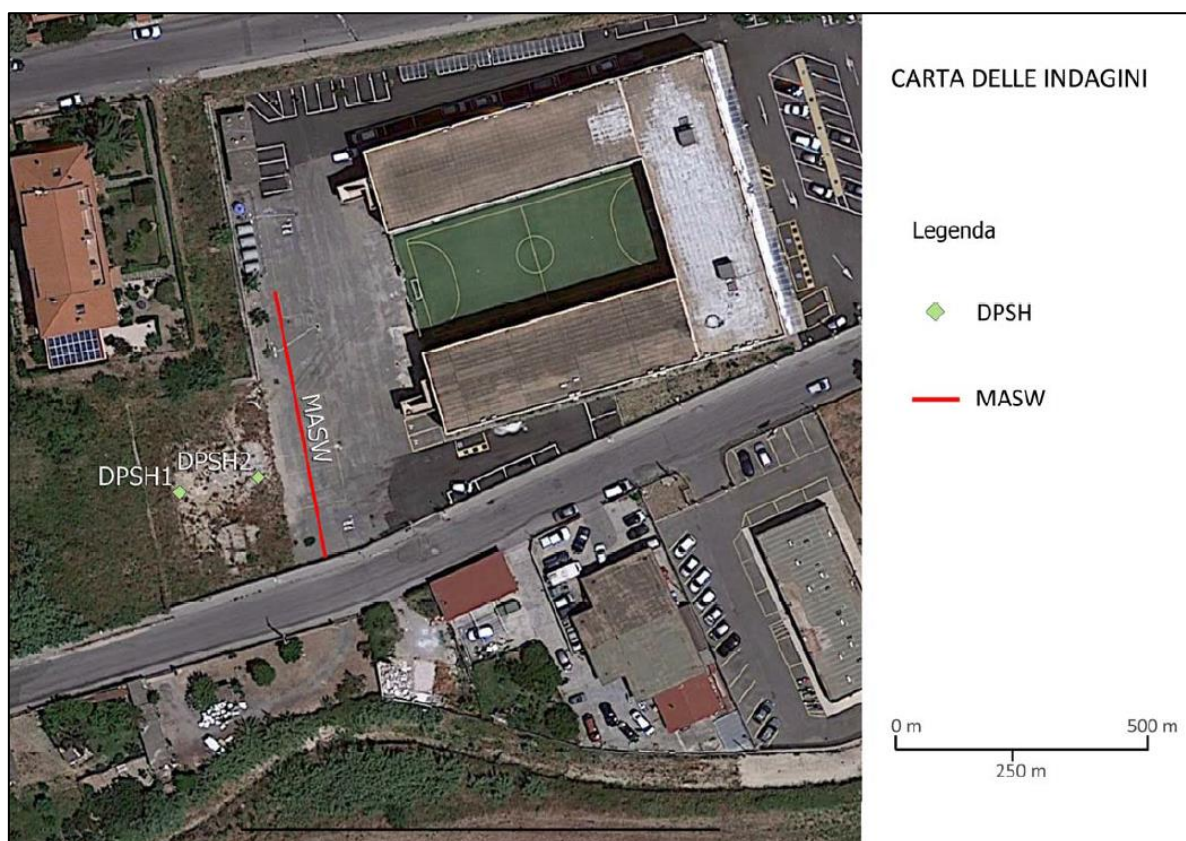 CARTA DELLE INDAGINI
Legenda
DPSH
MASW
MASW
DPSH1
DPSH2
0 m
500 m
250 m